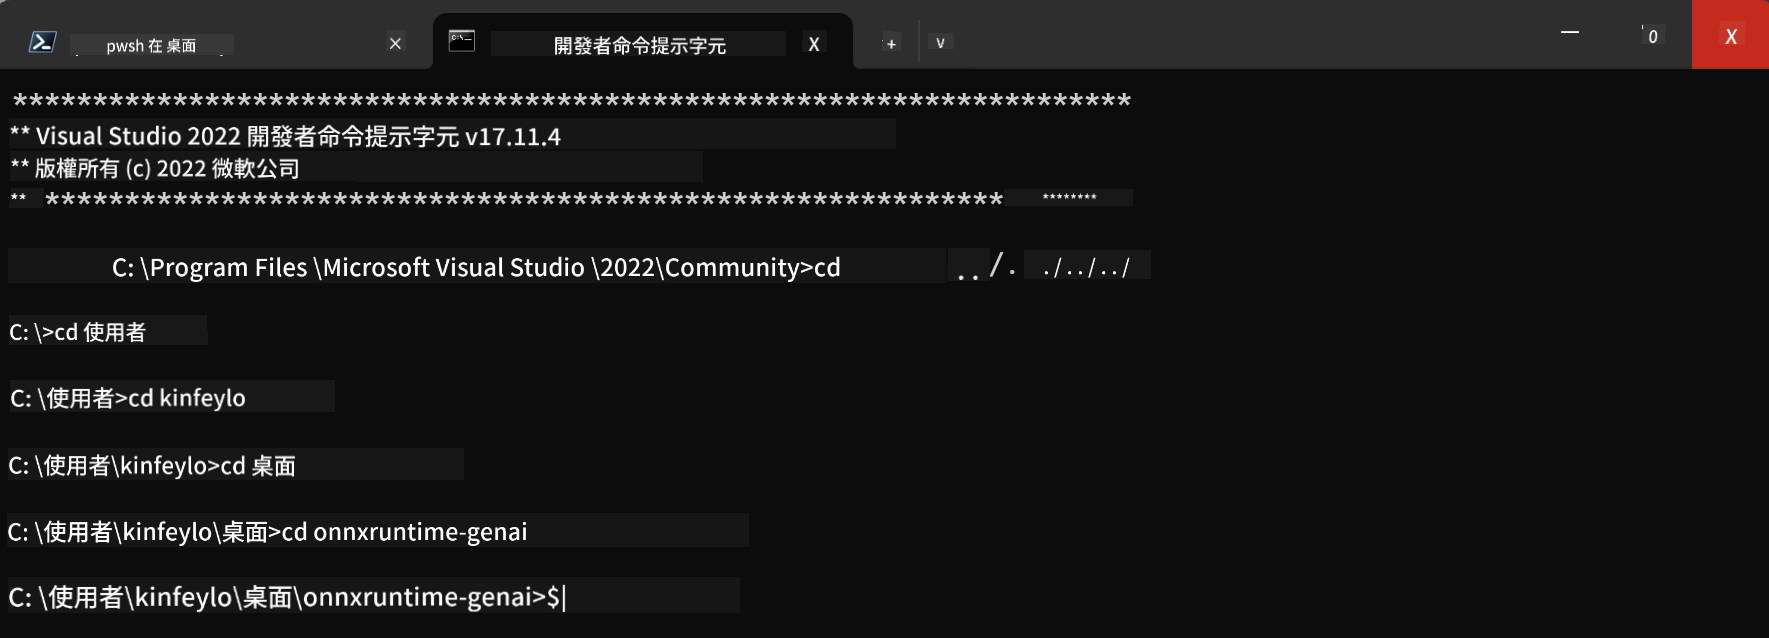 pwsh 在 桌面
開發者命令提示字元
**********************************************************************
** Visual Studio 2022 開發者命令提示字元 v17.11.4
** 版權所有 (c) 2022 微軟公司
** ************************************************************ ********
C: \Program Files \Microsoft Visual Studio \2022\Community>cd ../. ./../../
C: \>cd 使用者
C: \使用者>cd kinfeylo
C: \使用者\kinfeylo>cd 桌面
C: \使用者\kinfeylo\桌面>cd onnxruntime-genai
C: \使用者\kinfeylo\桌面\onnxruntime-genai>$|